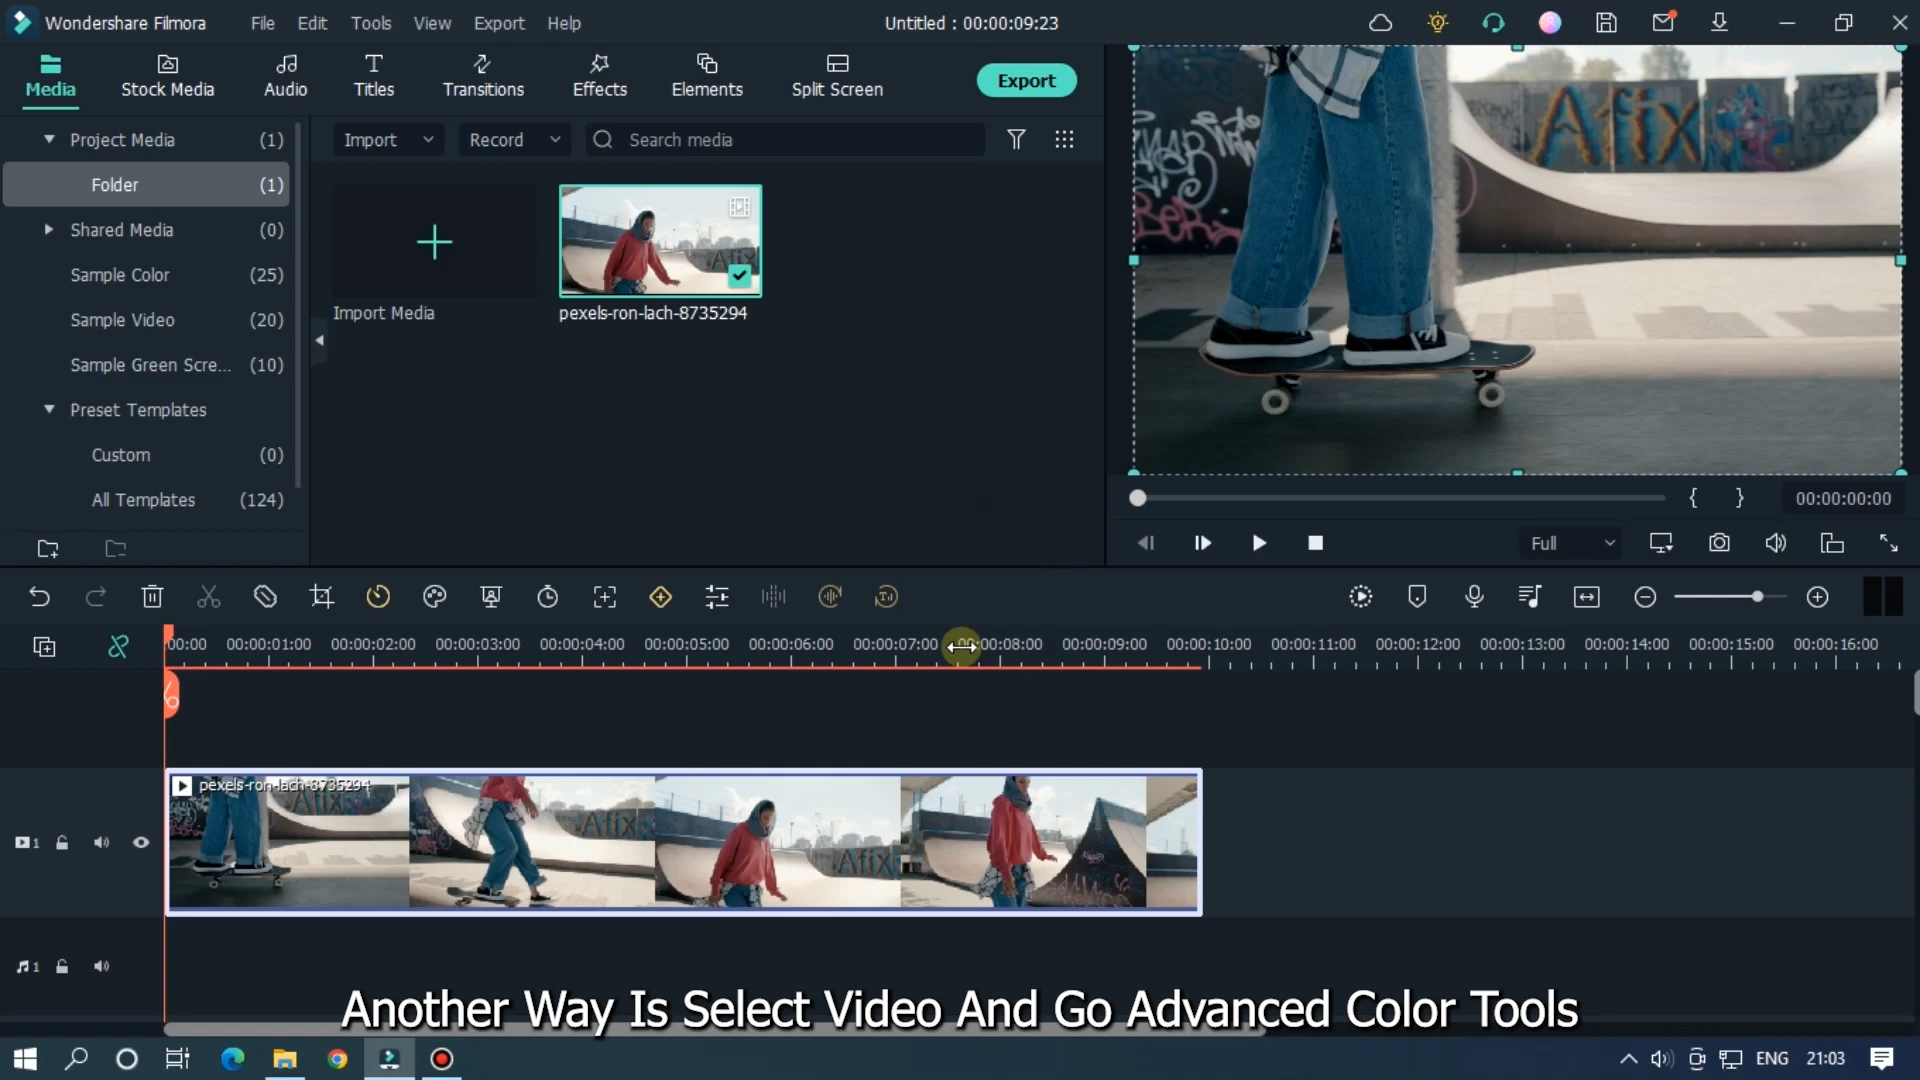 Wondershare Filmora File Edit Tools View Export Help Untitled : 00:00:09:23
Media Stock Media Audio Titles Transitions Effects Elements Split Screen Export
Project Media (1)
Folder (1)
Shared Media (0)
Sample Color (25)
Sample Video (20)
Sample Green Scre... (10)
Preset Templates
Custom (0)
All Templates (124)
Import Record Search media
Import Media pexels-ron-lach-8735294
Afix
{ } 00:00:00:00
Full
00:00 00:00:01:00 00:00:02:00 00:00:03:00 00:00:04:00 00:00:05:00 00:00:06:00 00:00:07:00 00:00:08:00 00:00:09:00 00:00:10:00 00:00:11:00 00:00:12:00 00:00:13:00 00:00:14:00 00:00:15:00 00:00:16:00
pexels-ron-lach-8735294
1
1
Another Way Is Select Video And Go Advanced Color Tools
ENG 21:03